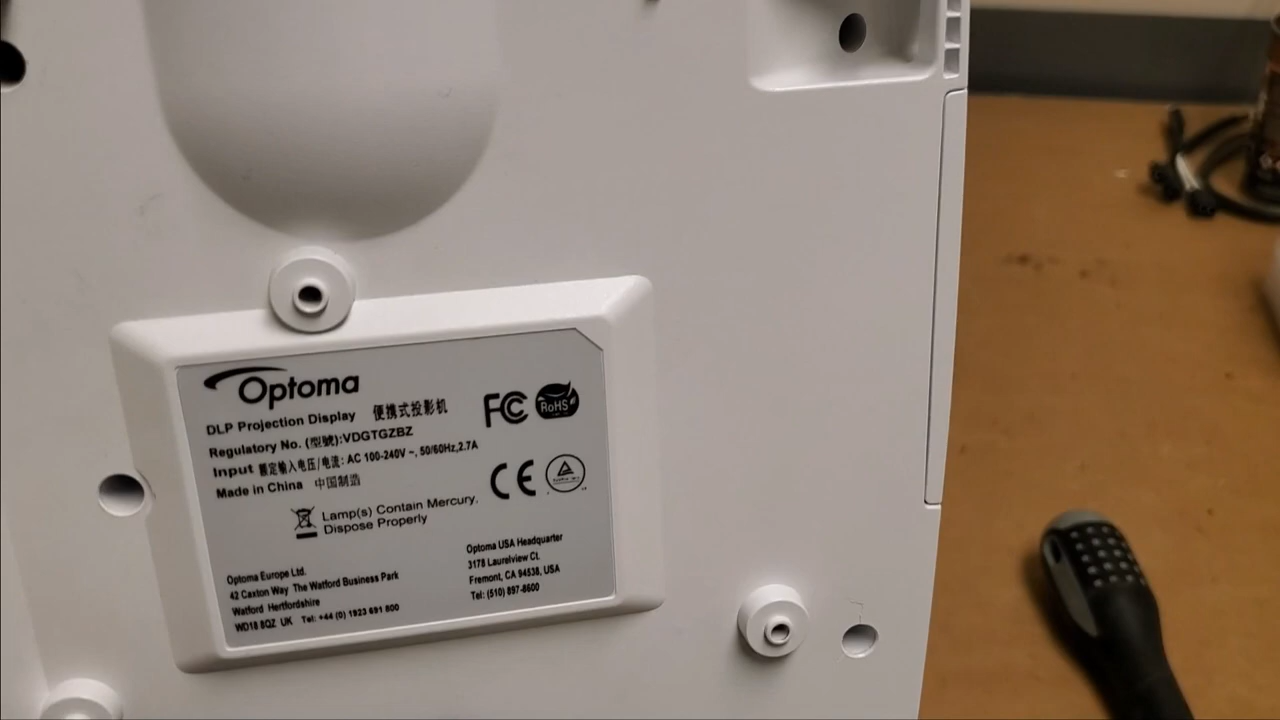 Optoma
DLP Projection Display 便携式投影机
FC
RoHS
Regulatory No. (型號):VDGTGZBZ
Input 额定输入电压/电流: AC 100-240V ~, 50/60Hz,2.7A
Made in China 中国制造
CE
Lamp(s) Contain Mercury,
Dispose Properly
Optoma Europe Ltd.
42 Caxton Way The Watford Business Park
Watford Hertfordshire
WD18 8QZ UK Tel: +44 (0) 1923 691 800
Optoma USA Headquarter
3178 Laurelview Ct.
Fremont, CA 94538, USA
Tel: (510) 897-8600